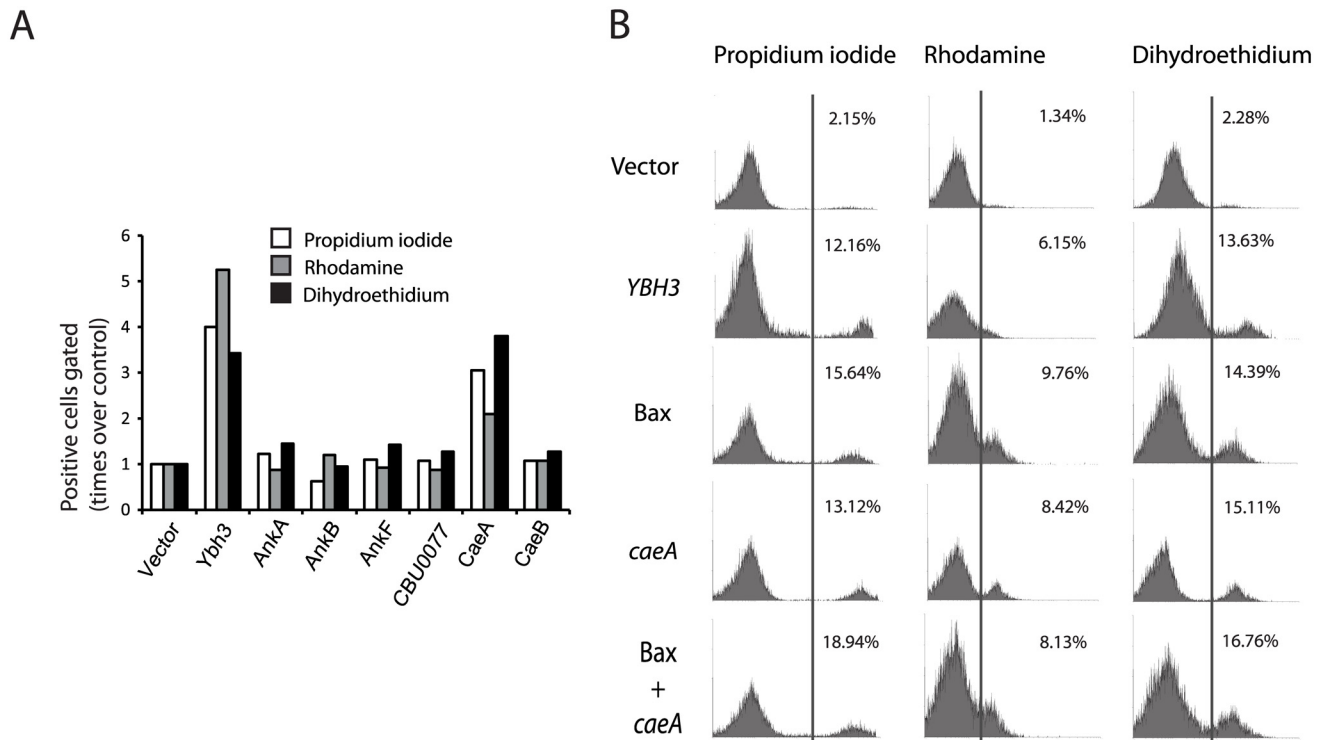 A
6
5
4
3
2
1
0
Positive cells gated
(times over control)
Propidium iodide
Rhodamine
Dihydroethidium
Vector
Ybh3
AnkA
AnkB
AnkF
CBU0077
CaeA
CaeB
B
Propidium iodide Rhodamine Dihydroethidium
Vector 2.15% 1.34% 2.28%
YBH3 12.16% 6.15% 13.63%
Bax 15.64% 9.76% 14.39%
caeA 13.12% 8.42% 15.11%
Bax 18.94% 8.13% 16.76%
+
caeA